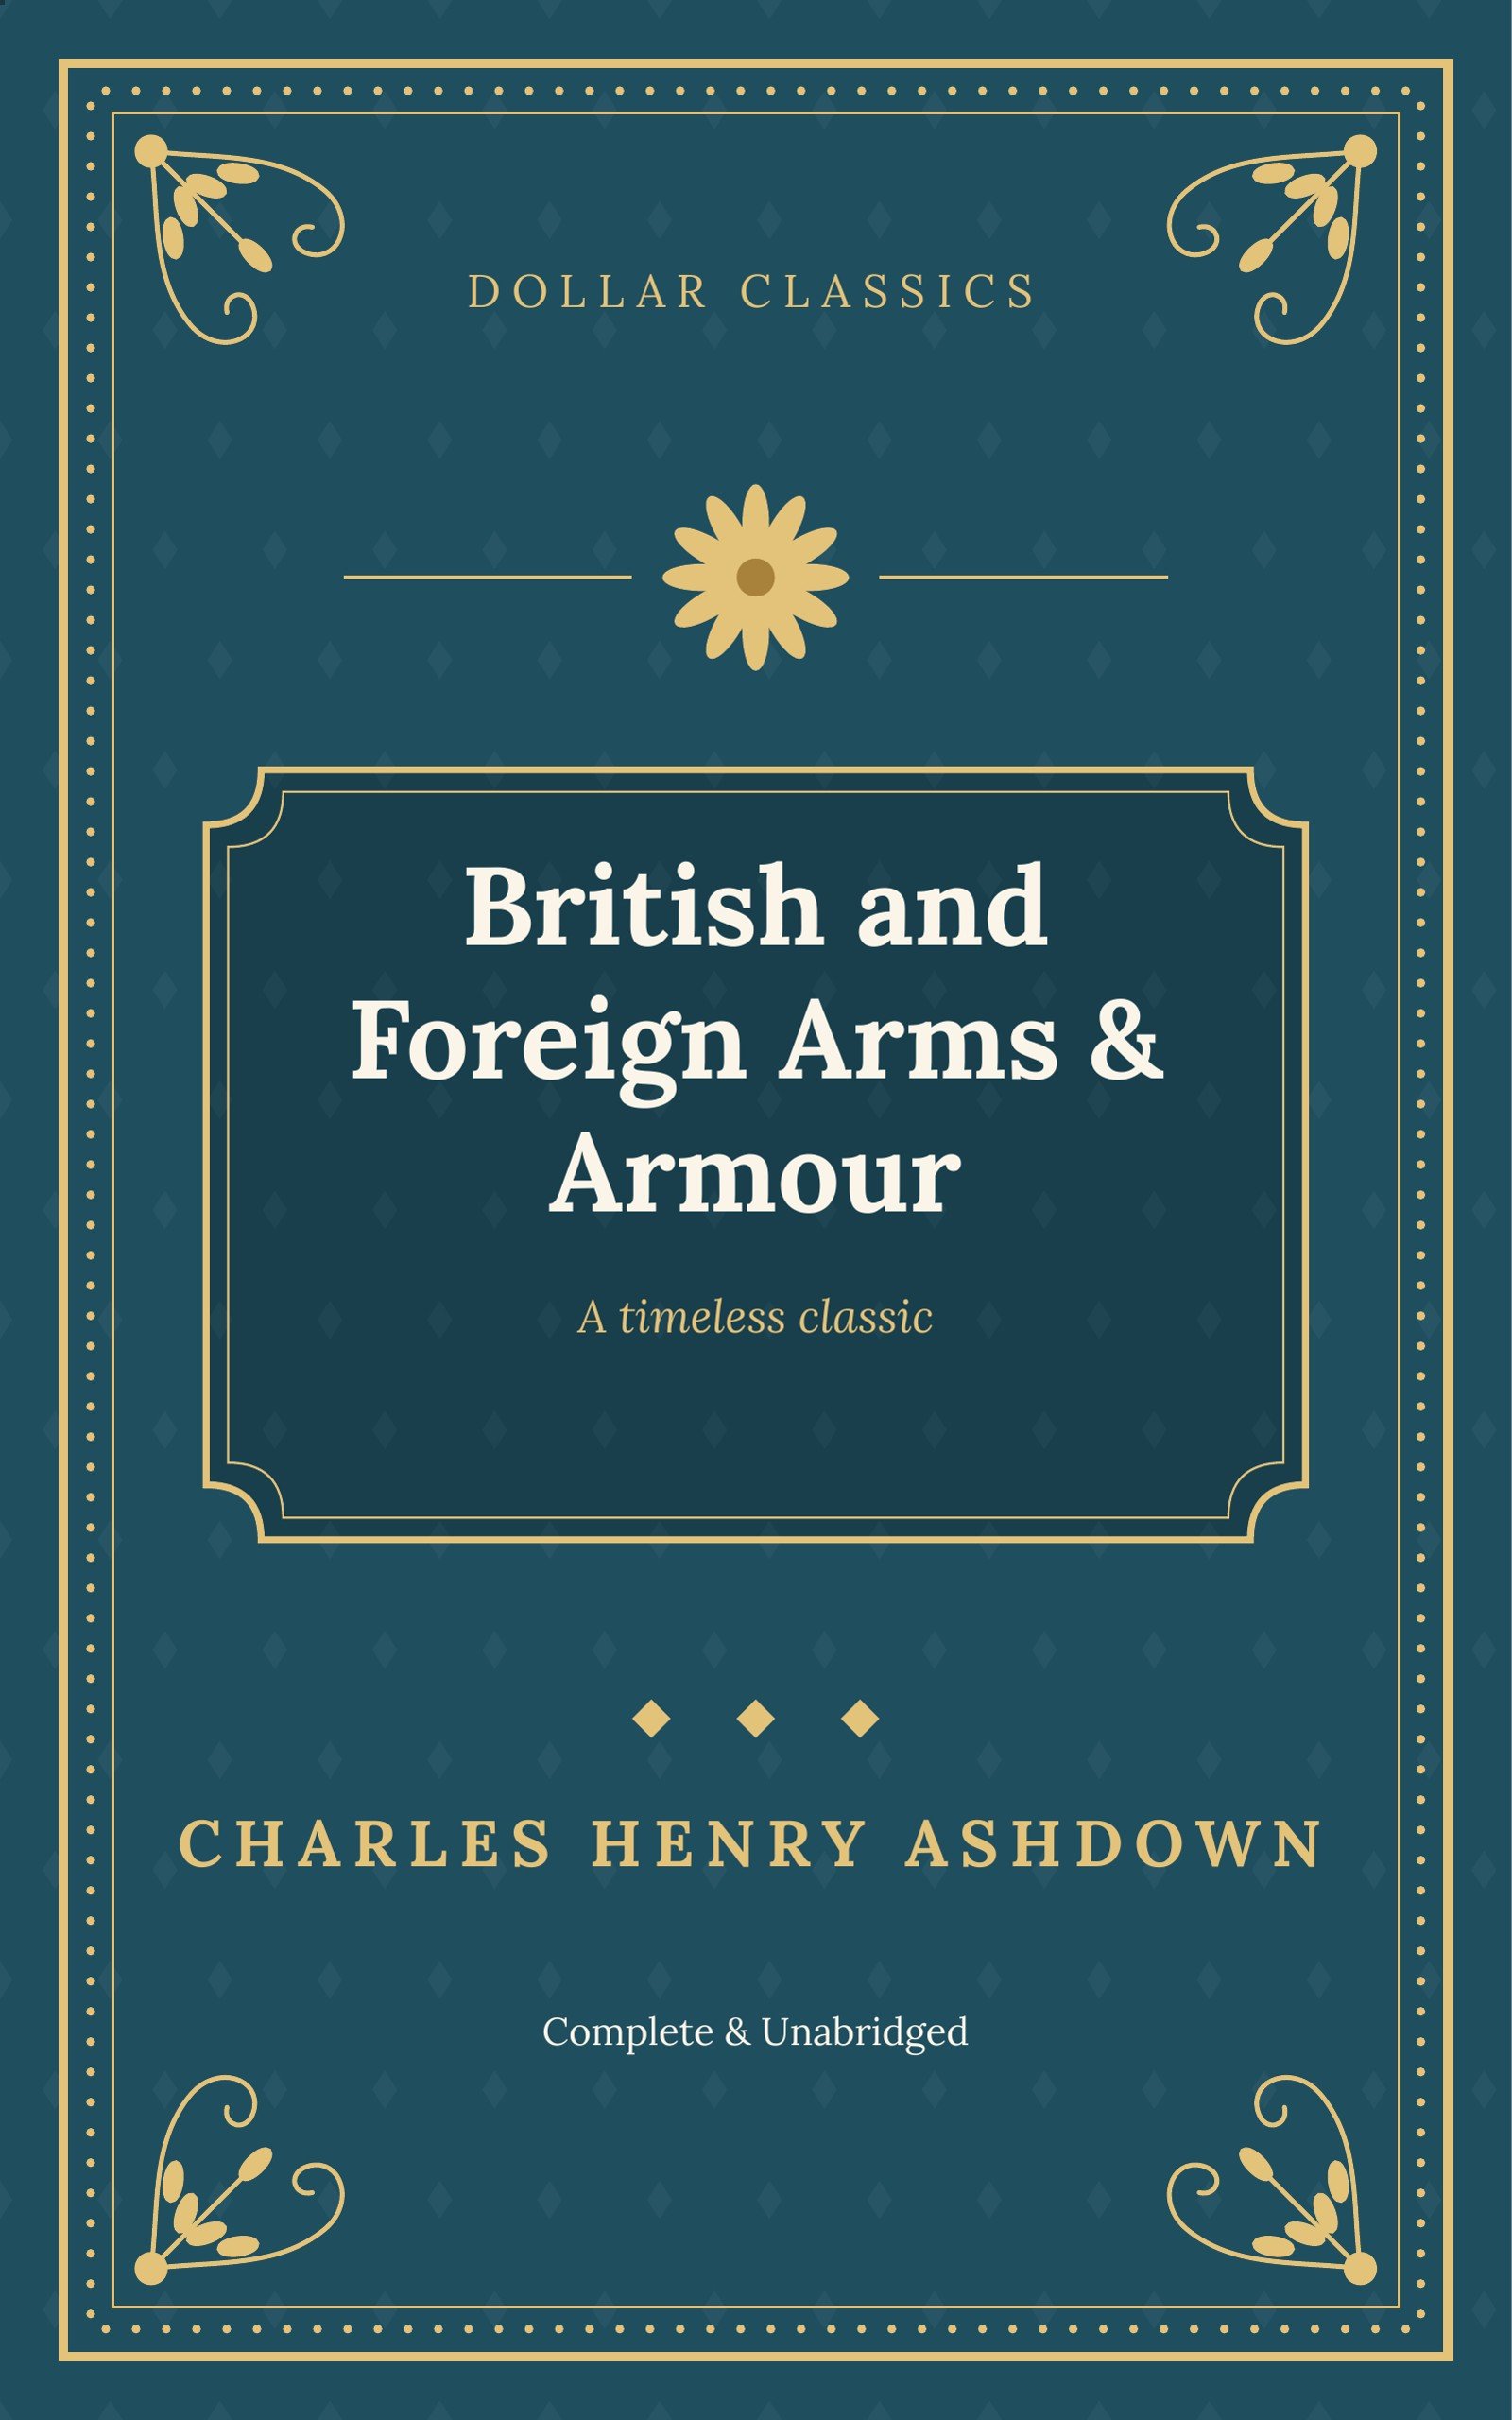 DOLLAR CLASSICS
British and
Foreign Arms &
Armour
A timeless classic
CHARLES HENRY ASHDOWN
Complete & Unabridged